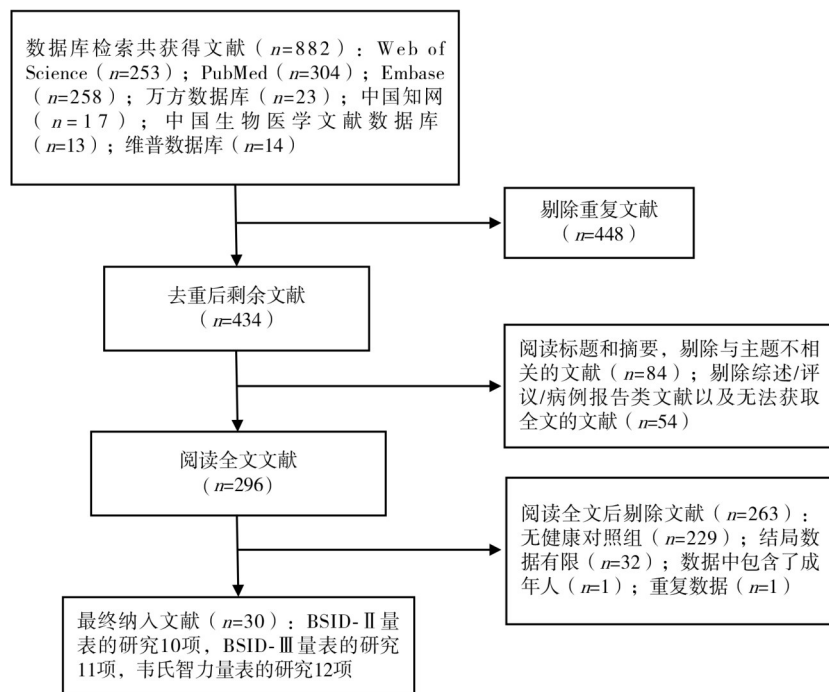 数据库检索共获得文献（n=882）：Web of
Science（n=253）；PubMed（n=304）；Embase
（n=258）；万方数据库（n=23）；中国知网
（n=17）；中国生物医学文献数据库
（n=13）；维普数据库（n=14）
剔除重复文献
（n=448）
去重后剩余文献
（n=434）
阅读标题和摘要，剔除与主题不相
关的文献（n=84）；剔除综述/评
议/病例报告类文献以及无法获取
全文的文献（n=54）
阅读全文文献
（n=296）
阅读全文后剔除文献（n=263）：
无健康对照组（n=229）；结局数
据有限（n=32）；数据中包含了成
年人（n=1）；重复数据（n=1）
最终纳入文献（n=30）：BSID-Ⅱ量
表的研究10项，BSID-Ⅲ量表的研究
11项，韦氏智力量表的研究12项